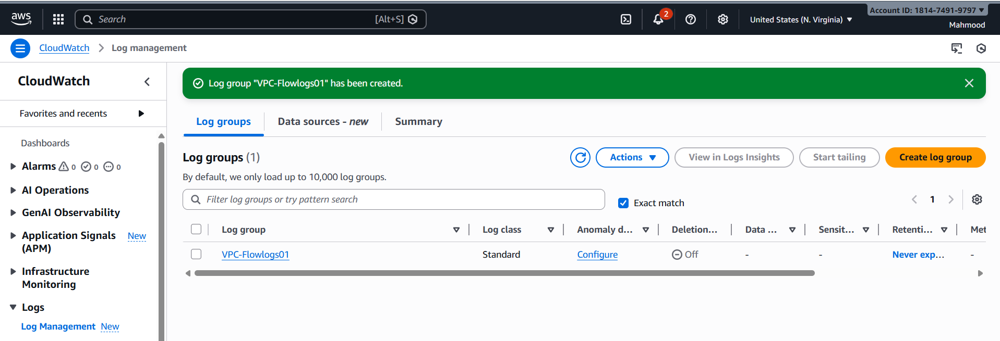 aws
Search
[Alt+S]
2
United States (N. Virginia)
Account ID: 1814-7491-9797
Mahmood
CloudWatch
Log management
CloudWatch
Favorites and recents
Dashboards
Alarms 0 0 0
AI Operations
GenAI Observability
Application Signals (APM) New
Infrastructure
Monitoring
Logs
Log Management New
Log group "VPC-Flowlogs01" has been created.
Log groups
Data sources - new
Summary
Log groups (1)
Actions
View in Logs Insights
Start tailing
Create log group
By default, we only load up to 10,000 log groups.
Filter log groups or try pattern search
Exact match
1
Log group
Log class
Anomaly d...
Deletion...
Data ...
Sensit...
Retenti...
Met
VPC-Flowlogs01
Standard
Configure
Off
-
-
Never exp...
-